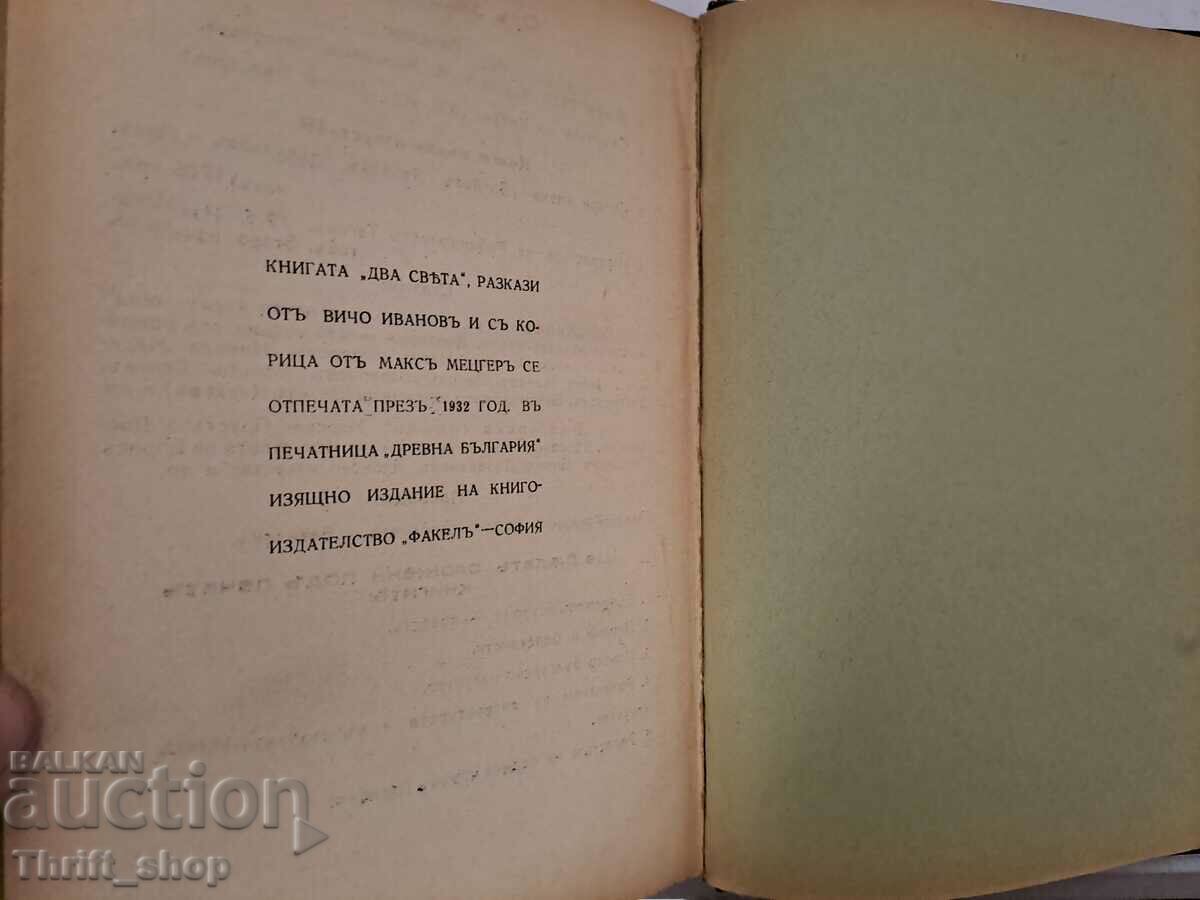 КНИГАТА „ДВА СВѢТА“, РАЗКАЗИ
ОТЪ ВИЧО ИВАНОВЪ И СЪ КО-
РИЦА ОТЪ МАКСЪ МЕЦГЕРЪ СЕ
ОТПЕЧАТА ПРЕЗЪ 1932 ГОД. ВЪ
ПЕЧАТНИЦА „ДРЕВНА БЪЛГАРИЯ“
ИЗЯЩНО ИЗДАНИЕ НА КНИГО-
ИЗДАТЕЛСТВО „ФАКЕЛЪ“—СОФИЯ
BALKAN
auction
Thrift_shop